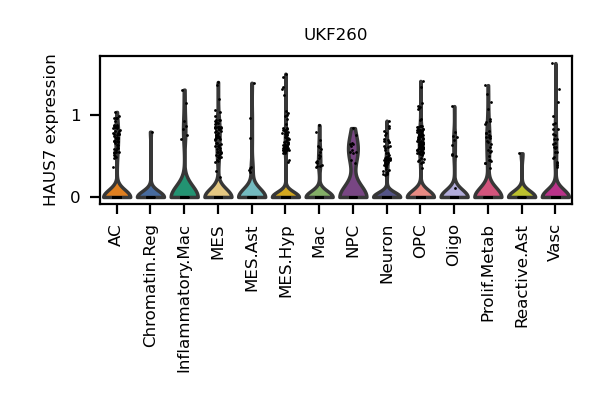 UKF260
HAUS7 expression
1
0
AC
Chromatin.Reg
Inflammatory.Mac
MES
MES.Ast
MES.Hyp
Mac
NPC
Neuron
OPC
Oligo
Prolif.Metab
Reactive.Ast
Vasc